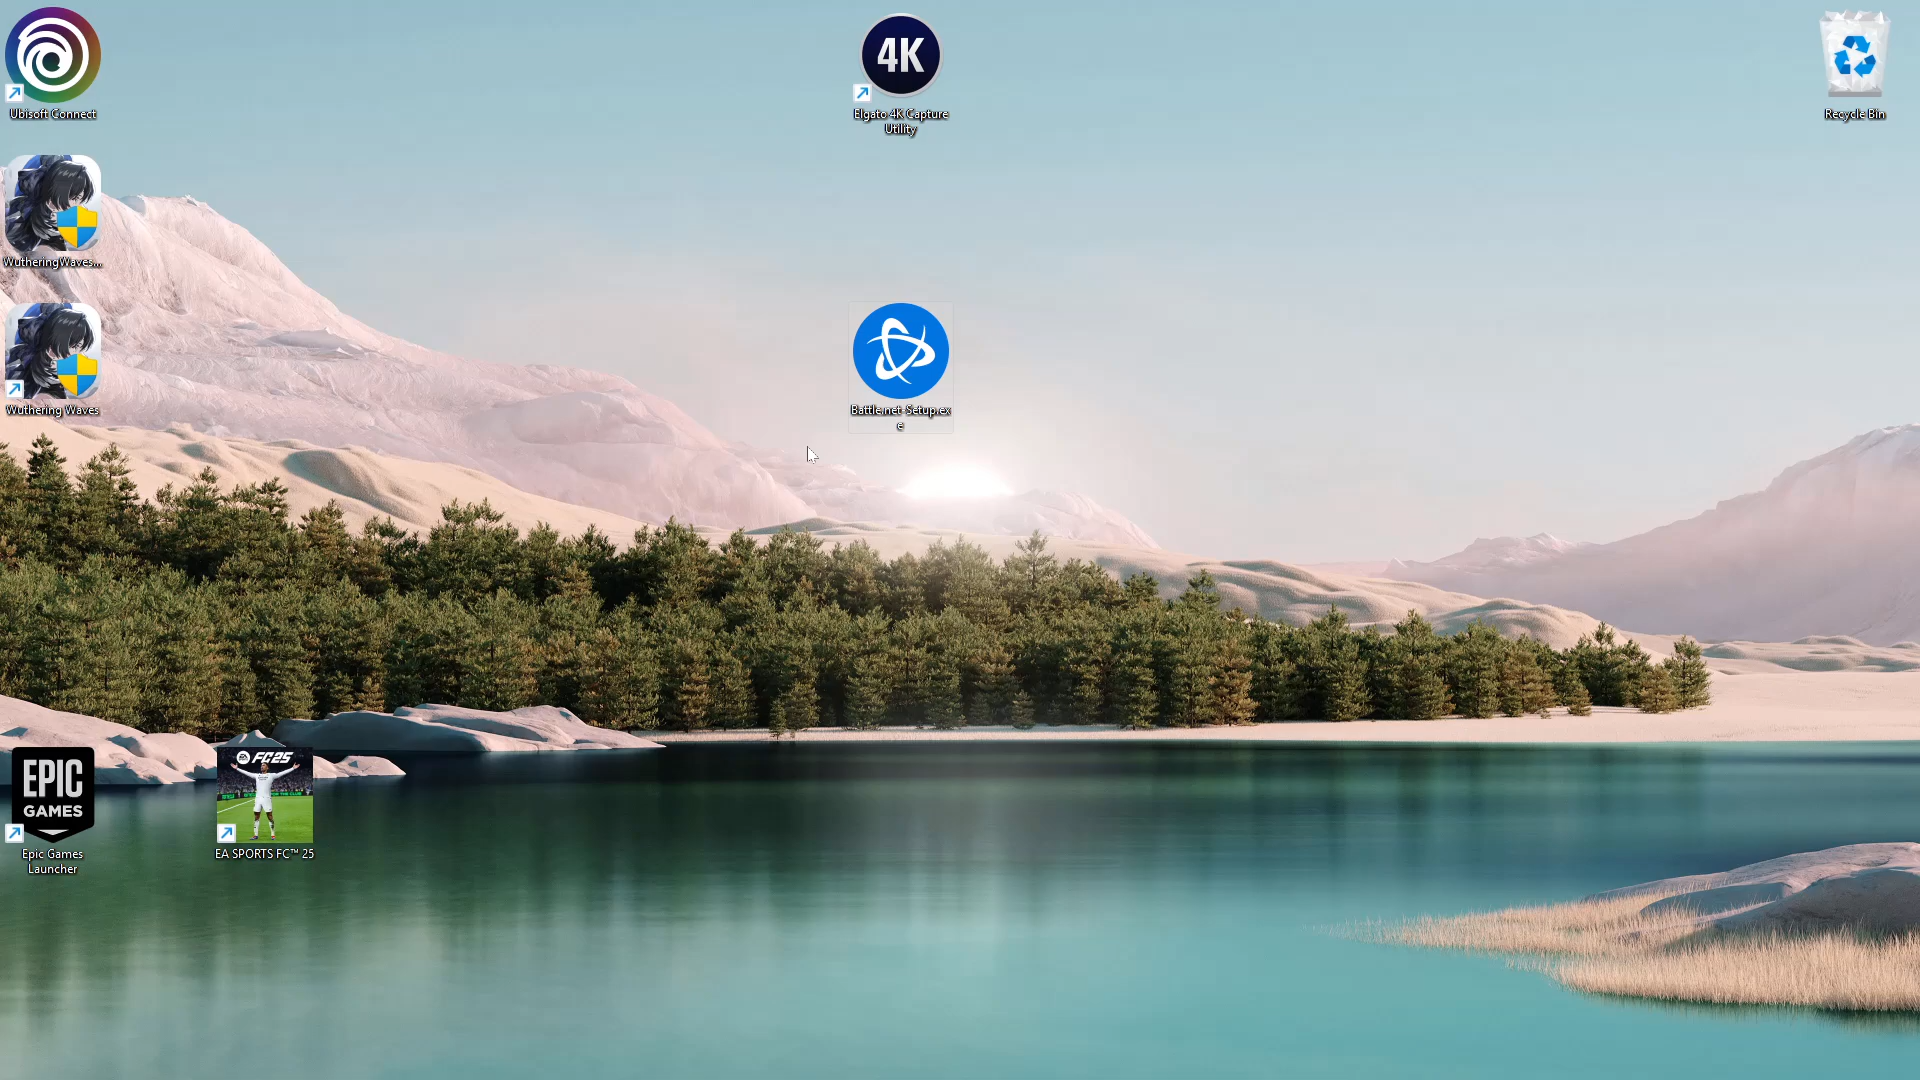 Ubisoft Connect
4K
Elgato 4K Capture
Utility
Recycle Bin
WutheringWaves...
Wuthering Waves
Battle.net-Setup.ex
e
EPIC
GAMES
Epic Games
Launcher
FC25
EA SPORTS FC™ 25